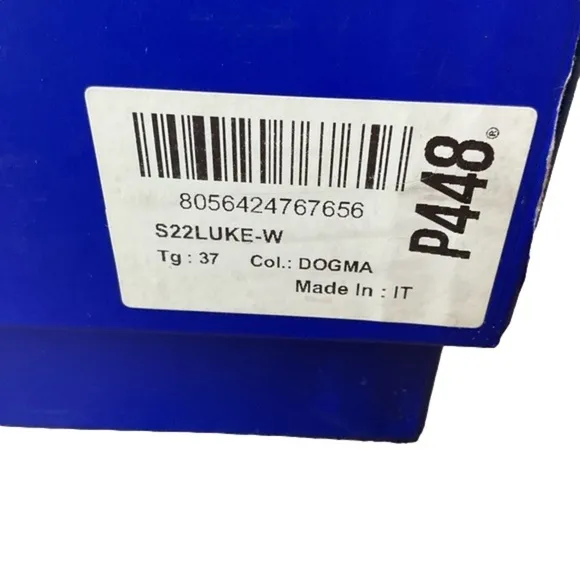 8056424767656
S22LUKE-W
Tg : 37 Col.: DOGMA
Made In : IT
P448®